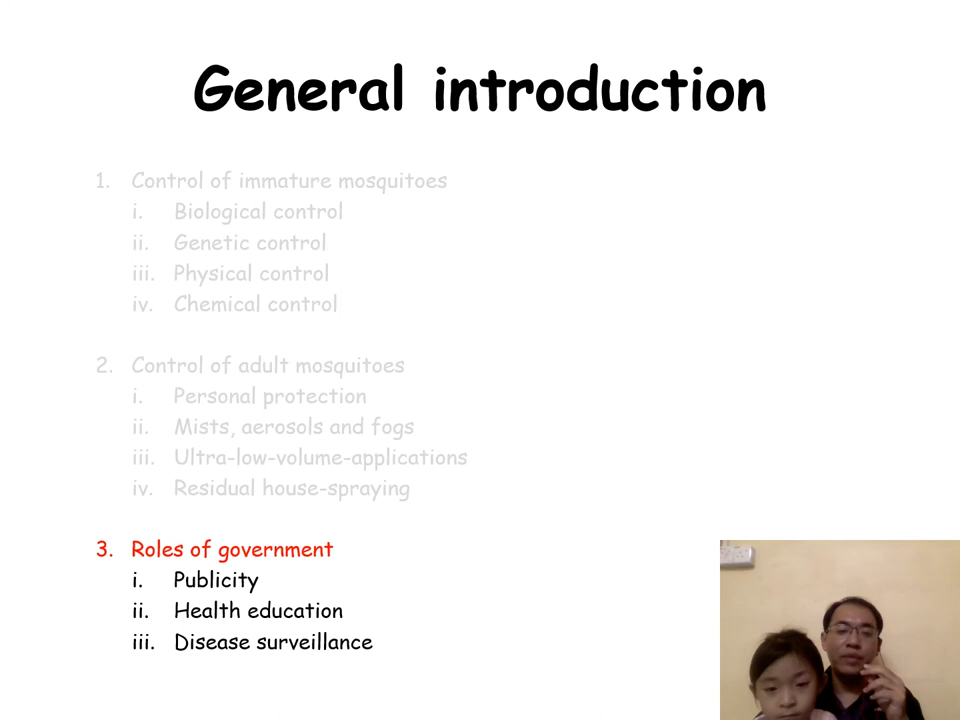 General introduction
1. Control of immature mosquitoes
i. Biological control
ii. Genetic control
iii. Physical control
iv. Chemical control
2. Control of adult mosquitoes
i. Personal protection
ii. Mists, aerosols and fogs
iii. Ultra-low-volume-applications
iv. Residual house-spraying
3. Roles of government
i. Publicity
ii. Health education
iii. Disease surveillance